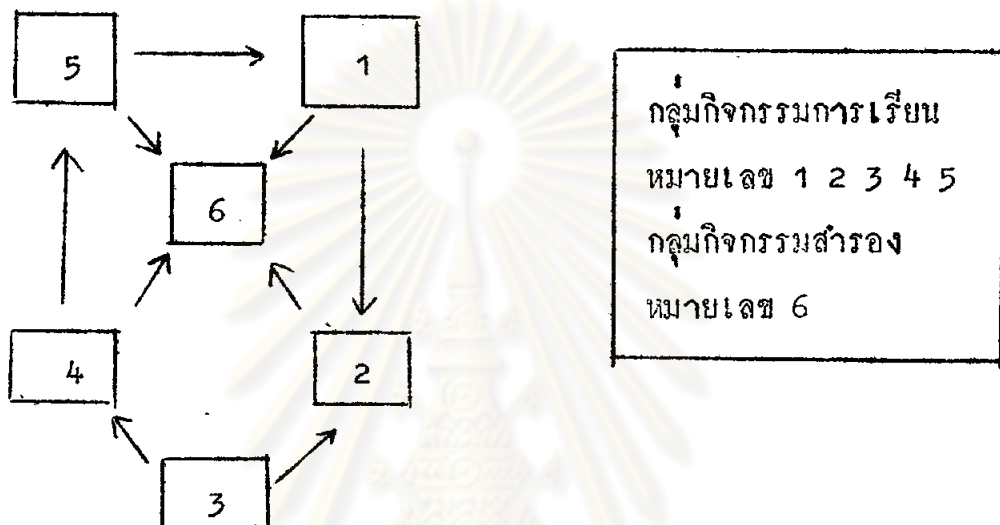 5 1
6
4 2
3
กลุ่มกิจกรรมการเรียน
หมายเลข 1 2 3 4 5
กลุ่มกิจกรรมสำรอง
หมายเลข 6